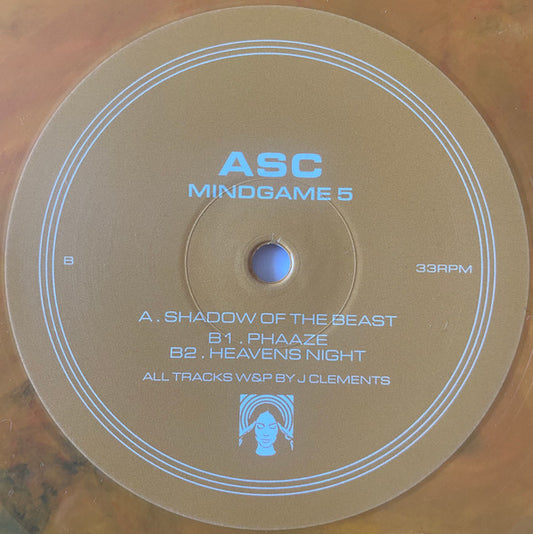 ASC
MINDGAME 5
B
33RPM
A . SHADOW OF THE BEAST
B1 . PHAAZE
B2 . HEAVENS NIGHT
ALL TRACKS W&P BY J CLEMENTS